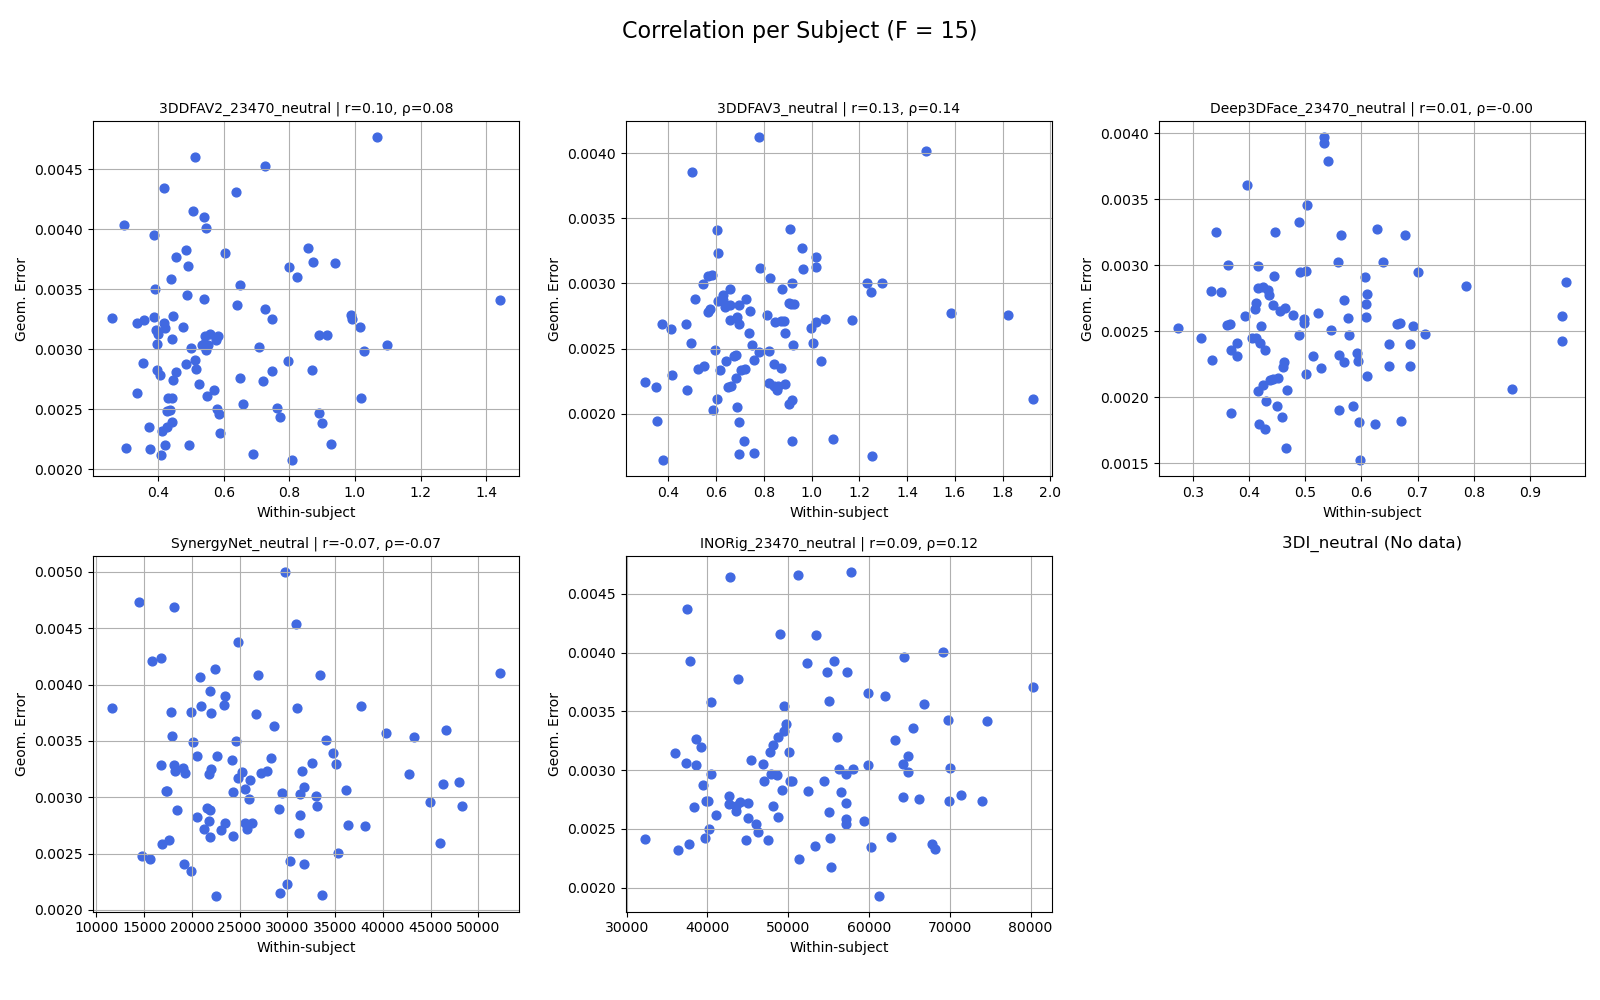 Correlation per Subject (F = 15)
3DDFAV2_23470_neutral | r=0.10, ρ=0.08
Geom. Error
0.0045
0.0040
0.0035
0.0030
0.0025
0.0020
0.4 0.6 0.8 1.0 1.2 1.4
Within-subject
3DDFAV3_neutral | r=0.13, ρ=0.14
Geom. Error
0.0040
0.0035
0.0030
0.0025
0.0020
0.4 0.6 0.8 1.0 1.2 1.4 1.6 1.8 2.0
Within-subject
Deep3DFace_23470_neutral | r=0.01, ρ=-0.00
Geom. Error
0.0040
0.0035
0.0030
0.0025
0.0020
0.0015
0.3 0.4 0.5 0.6 0.7 0.8 0.9
Within-subject
SynergyNet_neutral | r=-0.07, ρ=-0.07
Geom. Error
0.0050
0.0045
0.0040
0.0035
0.0030
0.0025
0.0020
10000 15000 20000 25000 30000 35000 40000 45000 50000
Within-subject
INORig_23470_neutral | r=0.09, ρ=0.12
Geom. Error
0.0045
0.0040
0.0035
0.0030
0.0025
0.0020
30000 40000 50000 60000 70000 80000
Within-subject
3DI_neutral (No data)